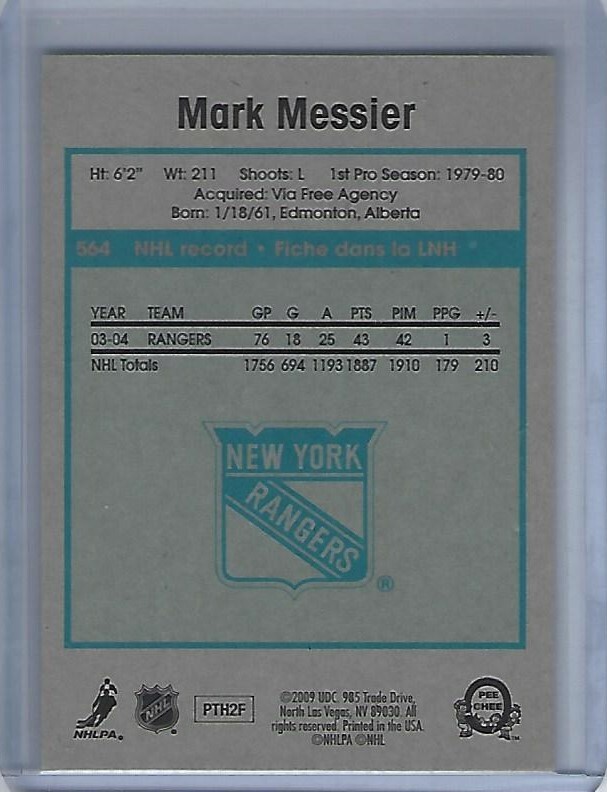 Mark Messier
Ht: 6'2" Wt: 211 Shoots: L 1st Pro Season: 1979-80
Acquired: Via Free Agency
Born: 1/18/61, Edmonton, Alberta
564 NHL record • Fiche dans la LNH
YEAR TEAM GP G A PTS PIM PPG +/-
03-04 RANGERS 76 18 25 43 42 1 3
NHL Totals 1756 694 1193 1887 1910 179 210
NEW YORK
RANGERS
®
NHLPA®
NHL
PTH2F
©2009 UDC. 985 Trade Drive,
North Las Vegas, NV 89030. All
rights reserved. Printed in the USA.
©NHLPA ©NHL
O
PEE
CHEE
™